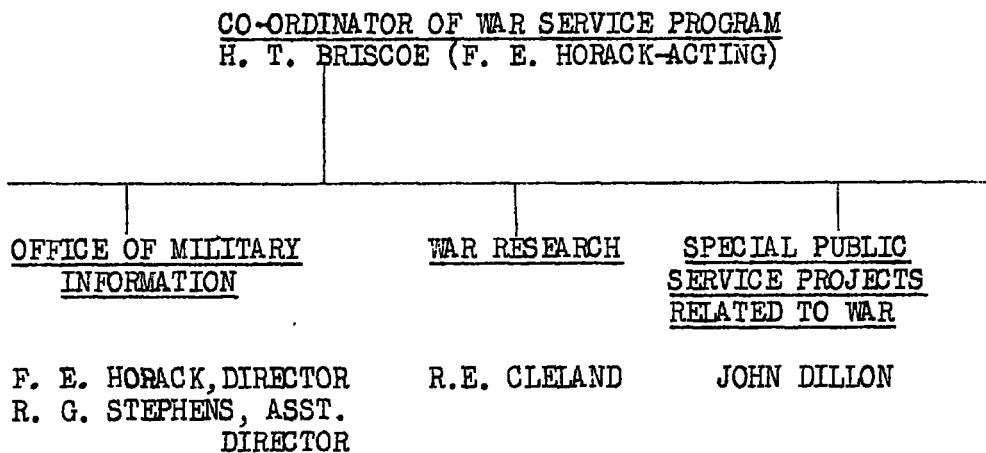 CO-ORDINATOR OF WAR SERVICE PROGRAM
H. T. BRISCOE (F. E. HORACK-ACTING)
OFFICE OF MILITARY
INFORMATION
F. E. HORACK, DIRECTOR
R. G. STEPHENS, ASST.
DIRECTOR
WAR RESEARCH
R.E. CLELAND
SPECIAL PUBLIC
SERVICE PROJECTS
RELATED TO WAR
JOHN DILLON